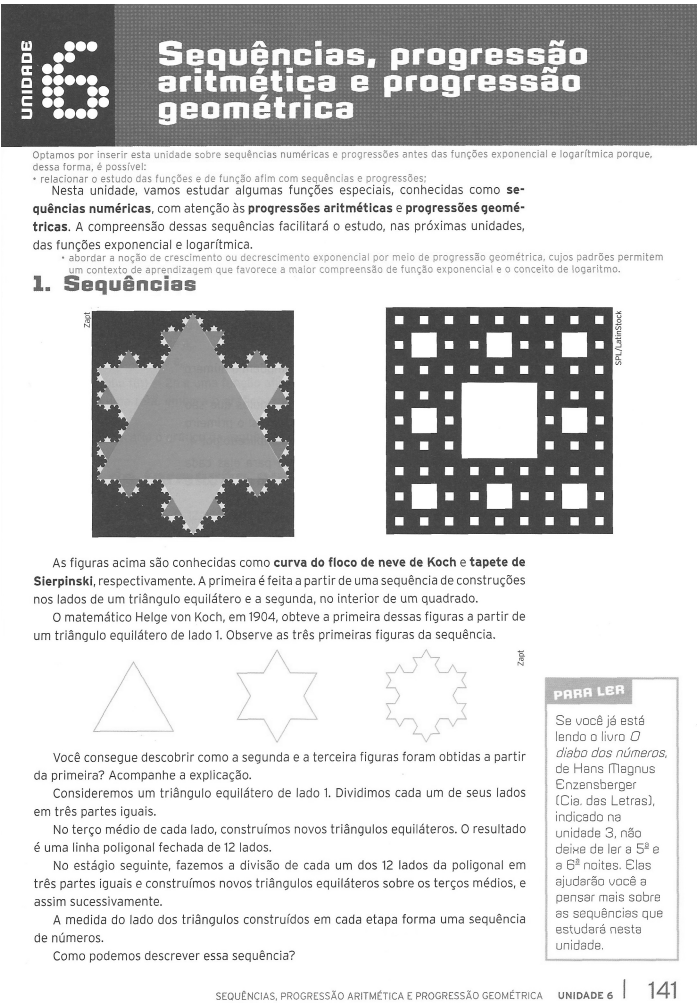 UNIDADE
6
Sequências, progressão
aritmética e progressão
geométrica
Optamos por inserir esta unidade sobre sequências numéricas e progressões antes das funções exponencial e logarítmica porque,
dessa forma, é possível:
• relacionar o estudo das funções e de função afim com sequências e progressões;
Nesta unidade, vamos estudar algumas funções especiais, conhecidas como se-
quências numéricas, com atenção às progressões aritméticas e progressões geomé-
tricas. A compreensão dessas sequências facilitará o estudo, nas próximas unidades,
das funções exponencial e logarítmica.
• abordar a noção de crescimento ou decrescimento exponencial por meio de progressão geométrica, cujos padrões permitem
um contexto de aprendizagem que favorece a maior compreensão de função exponencial e o conceito de logaritmo.
1. Sequências
Zapt
SPL/LatinStock
As figuras acima são conhecidas como curva do floco de neve de Koch e tapete de
Sierpinski, respectivamente. A primeira é feita a partir de uma sequência de construções
nos lados de um triângulo equilátero e a segunda, no interior de um quadrado.
O matemático Helge von Koch, em 1904, obteve a primeira dessas figuras a partir de
um triângulo equilátero de lado 1. Observe as três primeiras figuras da sequência.
Zapt
Você consegue descobrir como a segunda e a terceira figuras foram obtidas a partir
da primeira? Acompanhe a explicação.
Consideremos um triângulo equilátero de lado 1. Dividimos cada um de seus lados
em três partes iguais.
No terço médio de cada lado, construímos novos triângulos equiláteros. O resultado
é uma linha poligonal fechada de 12 lados.
No estágio seguinte, fazemos a divisão de cada um dos 12 lados da poligonal em
três partes iguais e construímos novos triângulos equiláteros sobre os terços médios, e
assim sucessivamente.
A medida do lado dos triângulos construídos em cada etapa forma uma sequência
de números.
Como podemos descrever essa sequência?
PARA LER
Se você já está
lendo o livro O
diabo dos números,
de Hans Magnus
Enzensberger
(Cia. das Letras),
indicado na
unidade 3, não
deixe de ler a 5ª e
a 6ª noites. Elas
ajudarão você a
pensar mais sobre
as sequências que
estudará nesta
unidade.
SEQUÊNCIAS, PROGRESSÃO ARITMÉTICA E PROGRESSÃO GEOMÉTRICA UNIDADE 6 | 141